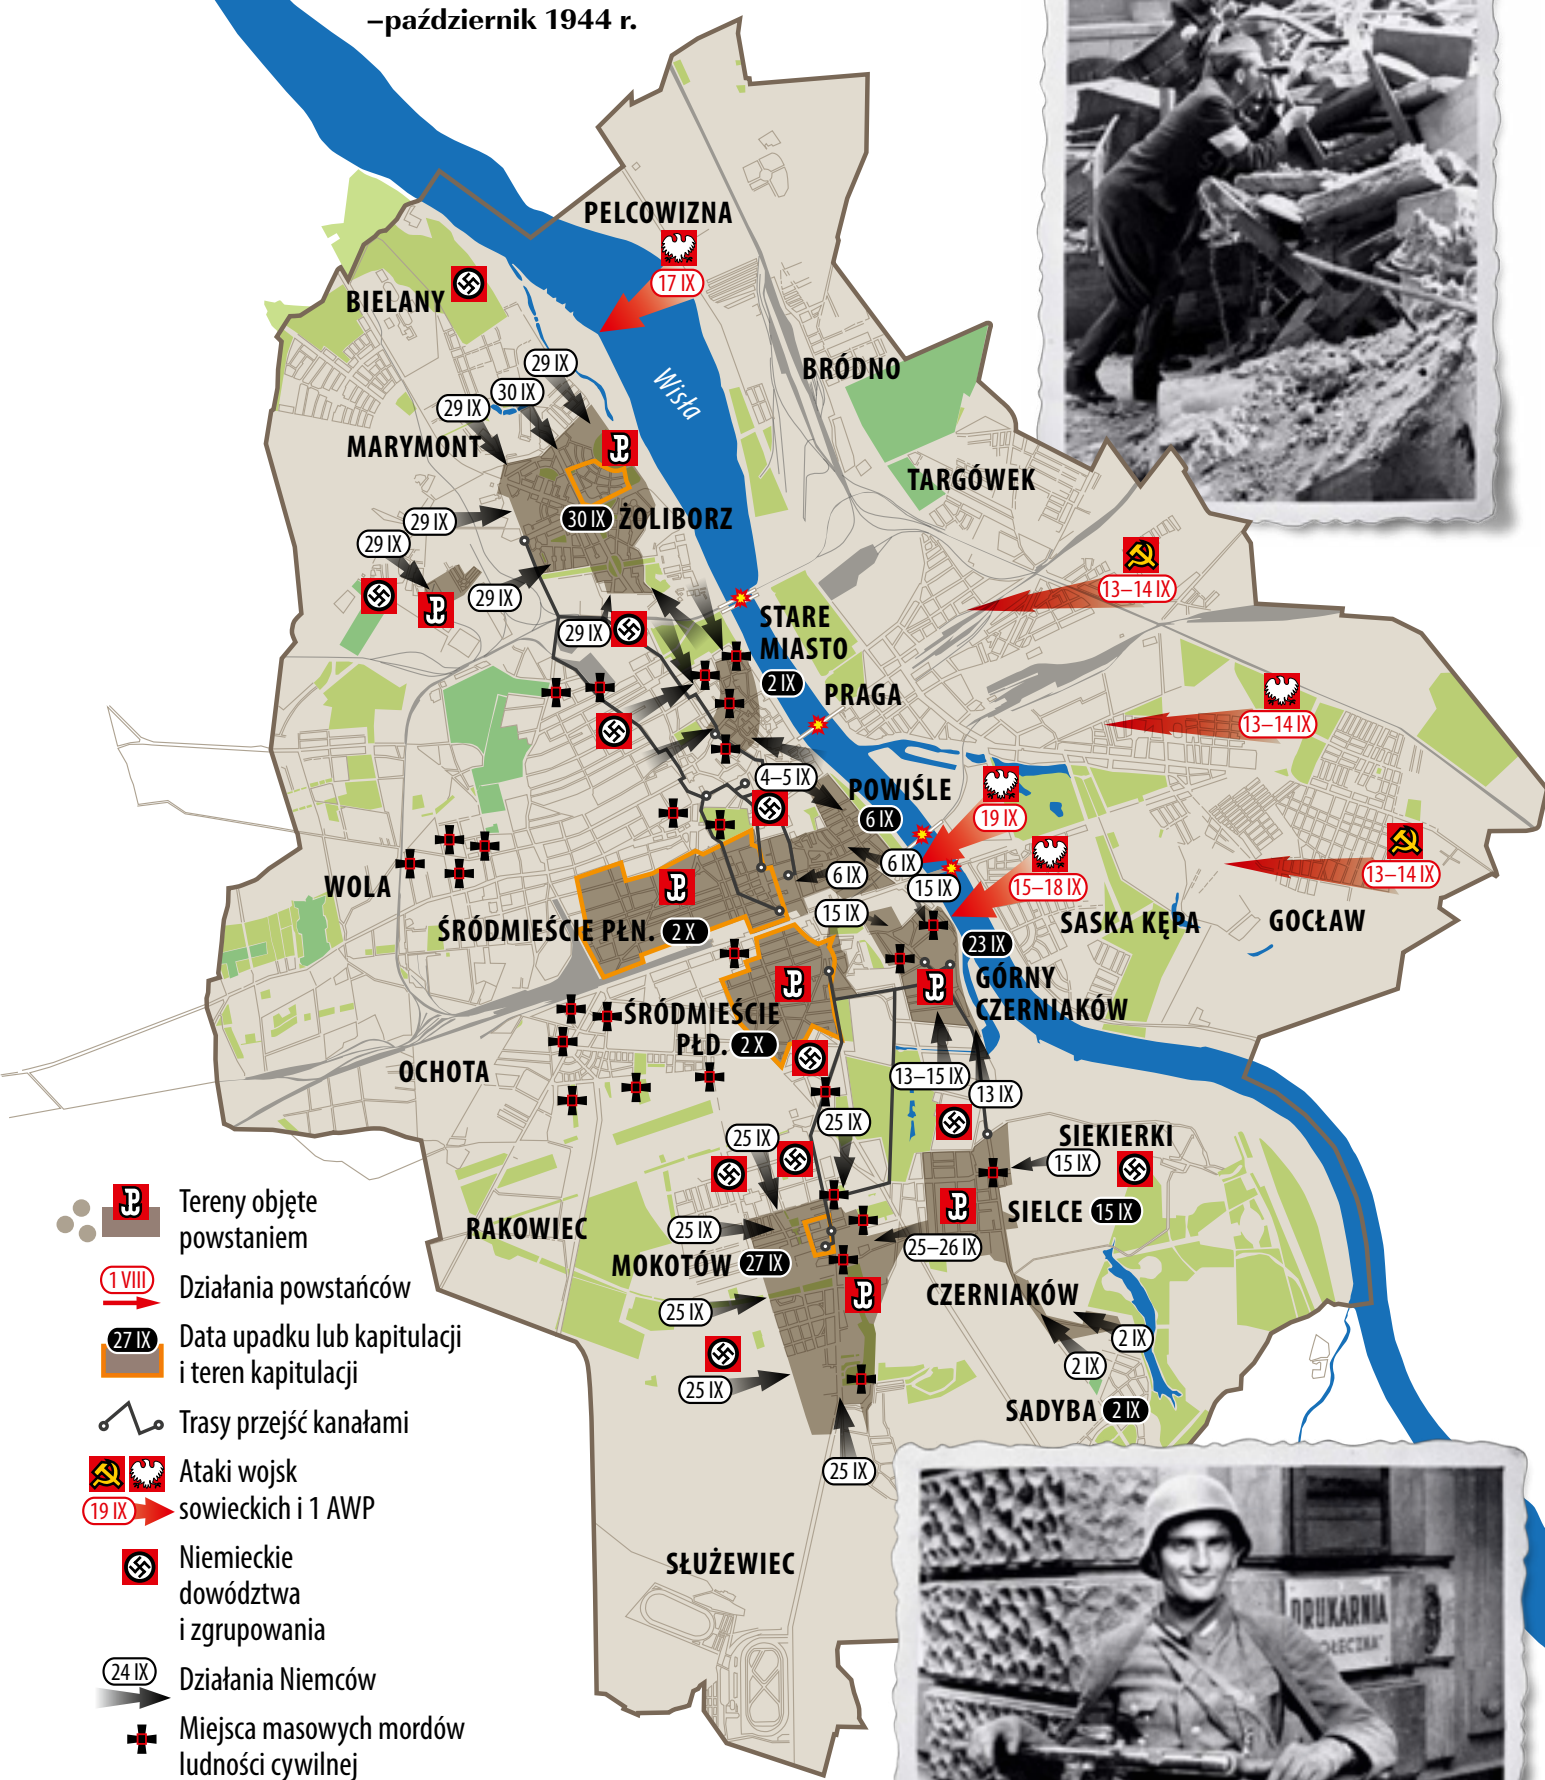 –październik 1944 r.
PELCOWIZNA
17 IX
BIELANY
Wisła
BRÓDNO
29 IX
30 IX
29 IX
MARYMONT
TARGÓWEK
29 IX
30 IX ŻOLIBORZ
29 IX
29 IX
13–14 IX
29 IX
STARE
MIASTO
2 IX
PRAGA
13–14 IX
4–5 IX
POWIŚLE
6 IX
19 IX
6 IX
6 IX
15 IX
15–18 IX
13–14 IX
WOLA
15 IX
ŚRÓDMIEŚCIE PŁN. 2 X
SASKA KĘPA
GOCŁAW
23 IX
GÓRNY
CZERNIAKÓW
ŚRÓDMIEŚCIE
PŁD. 2 X
OCHOTA
13–15 IX
13 IX
25 IX
25 IX
SIEKIERKI
15 IX
SIELCE 15 IX
RAKOWIEC
25 IX
25–26 IX
MOKOTÓW 27 IX
CZERNIAKÓW
25 IX
2 IX
2 IX
25 IX
SADYBA 2 IX
25 IX
SŁUŻEWIEC
Tereny objęte
powstaniem
1 VIII
Działania powstańców
27 IX
Data upadku lub kapitulacji
i teren kapitulacji
Trasy przejść kanałami
Ataki wojsk
19 IX
sowieckich i 1 AWP
Niemieckie
dowództwa
i zgrupowania
24 IX
Działania Niemców
Miejsca masowych mordów
ludności cywilnej
DRUKARNIA